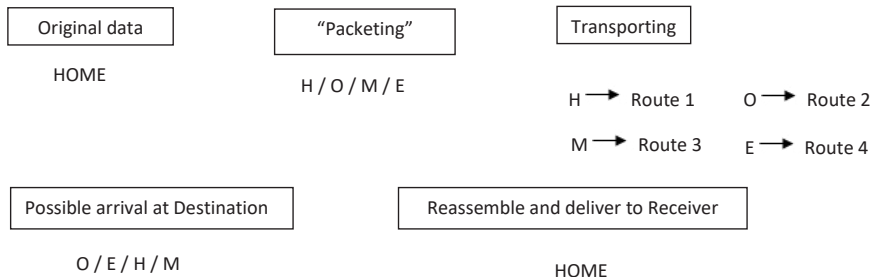 Original data
“Packeting”
Transporting
HOME
H / O / M / E
H → Route 1
O → Route 2
M → Route 3
E → Route 4
Possible arrival at Destination
Reassemble and deliver to Receiver
O / E / H / M
HOME